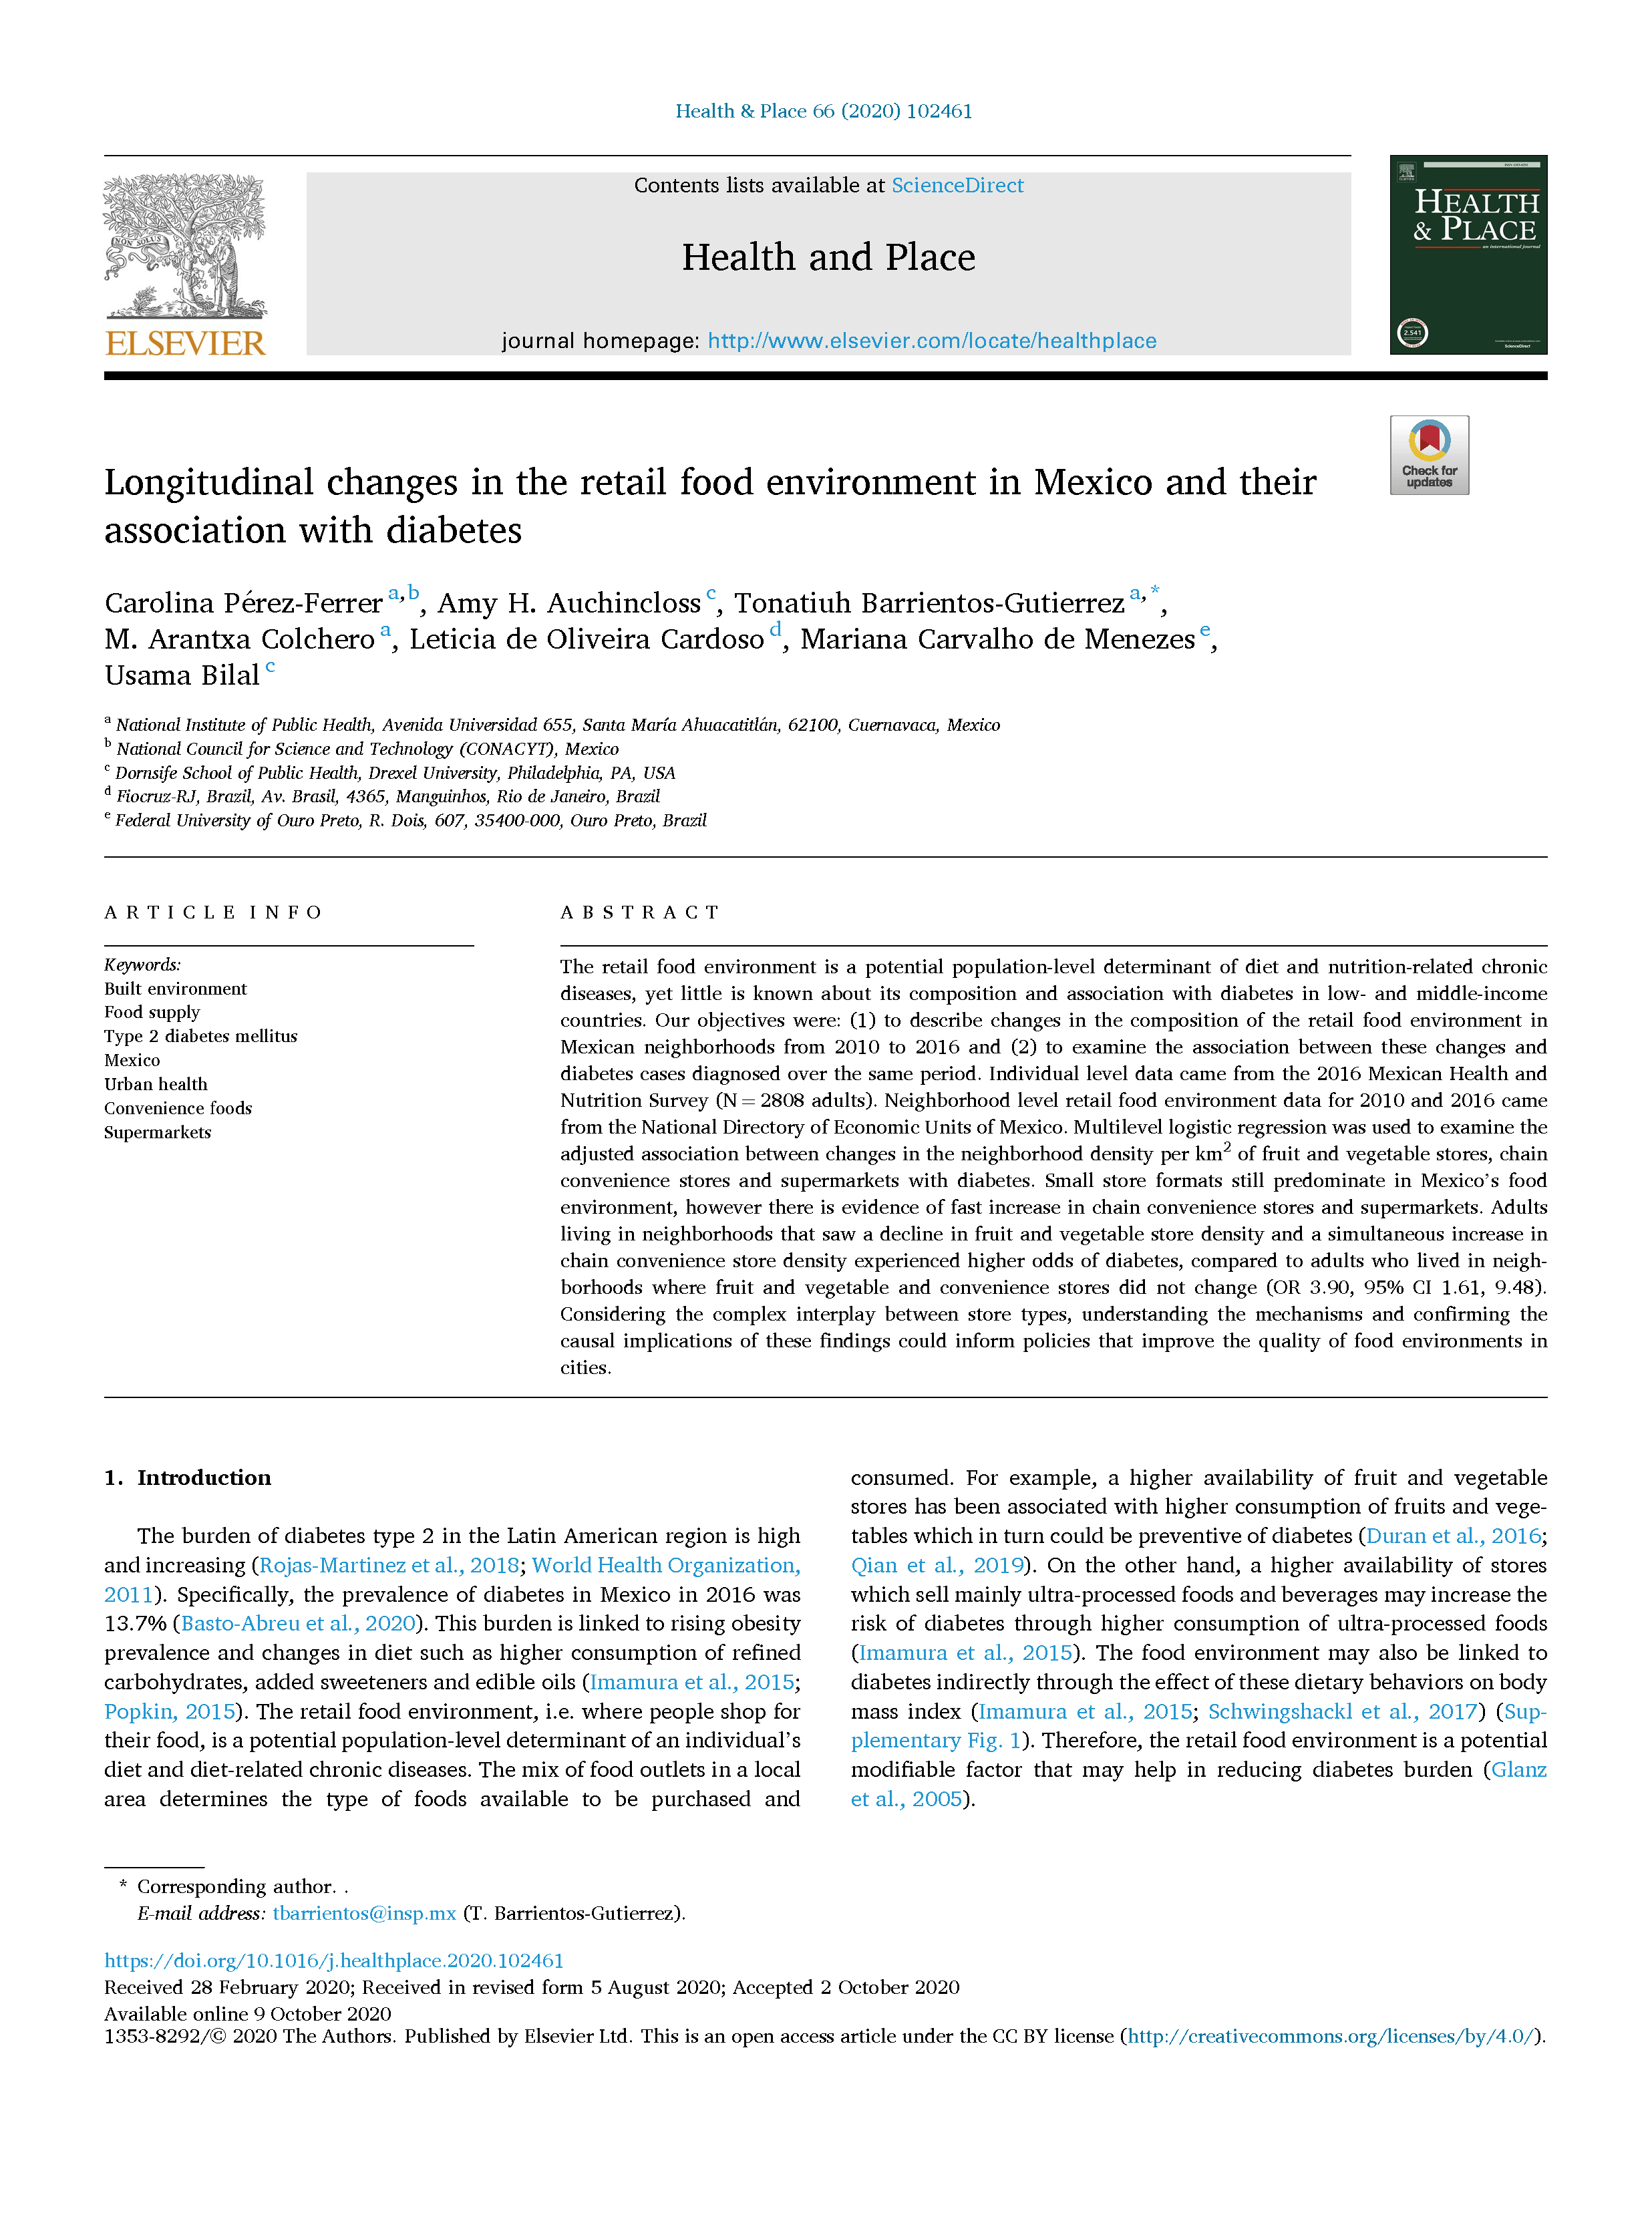 Health & Place 66 (2020) 102461
NON SOLUS
ELSEVIER
Contents lists available at ScienceDirect
Health and Place
journal homepage: http://www.elsevier.com/locate/healthplace
HEALTH
& PLACE
an international journal
2.541
ScienceDirect
Check for
updates
Longitudinal changes in the retail food environment in Mexico and their
association with diabetes
Carolina Pérez-Ferrer a,b, Amy H. Auchincloss c, Tonatiuh Barrientos-Gutierrez a,*,
M. Arantxa Colchero a, Leticia de Oliveira Cardoso d, Mariana Carvalho de Menezes e,
Usama Bilal c
a National Institute of Public Health, Avenida Universidad 655, Santa María Ahuacatitlán, 62100, Cuernavaca, Mexico
b National Council for Science and Technology (CONACYT), Mexico
c Dornsife School of Public Health, Drexel University, Philadelphia, PA, USA
d Fiocruz-RJ, Brazil, Av. Brasil, 4365, Manguinhos, Rio de Janeiro, Brazil
e Federal University of Ouro Preto, R. Dois, 607, 35400-000, Ouro Preto, Brazil
ARTICLE INFO
Keywords:
Built environment
Food supply
Type 2 diabetes mellitus
Mexico
Urban health
Convenience foods
Supermarkets
ABSTRACT
The retail food environment is a potential population-level determinant of diet and nutrition-related chronic
diseases, yet little is known about its composition and association with diabetes in low- and middle-income
countries. Our objectives were: (1) to describe changes in the composition of the retail food environment in
Mexican neighborhoods from 2010 to 2016 and (2) to examine the association between these changes and
diabetes cases diagnosed over the same period. Individual level data came from the 2016 Mexican Health and
Nutrition Survey (N = 2808 adults). Neighborhood level retail food environment data for 2010 and 2016 came
from the National Directory of Economic Units of Mexico. Multilevel logistic regression was used to examine the
adjusted association between changes in the neighborhood density per km2 of fruit and vegetable stores, chain
convenience stores and supermarkets with diabetes. Small store formats still predominate in Mexico's food
environment, however there is evidence of fast increase in chain convenience stores and supermarkets. Adults
living in neighborhoods that saw a decline in fruit and vegetable store density and a simultaneous increase in
chain convenience store density experienced higher odds of diabetes, compared to adults who lived in neigh-
borhoods where fruit and vegetable and convenience stores did not change (OR 3.90, 95% CI 1.61, 9.48).
Considering the complex interplay between store types, understanding the mechanisms and confirming the
causal implications of these findings could inform policies that improve the quality of food environments in
cities.
1. Introduction
The burden of diabetes type 2 in the Latin American region is high
and increasing (Rojas-Martinez et al., 2018; World Health Organization,
2011). Specifically, the prevalence of diabetes in Mexico in 2016 was
13.7% (Basto-Abreu et al., 2020). This burden is linked to rising obesity
prevalence and changes in diet such as higher consumption of refined
carbohydrates, added sweeteners and edible oils (Imamura et al., 2015;
Popkin, 2015). The retail food environment, i.e. where people shop for
their food, is a potential population-level determinant of an individual's
diet and diet-related chronic diseases. The mix of food outlets in a local
area determines the type of foods available to be purchased and
consumed. For example, a higher availability of fruit and vegetable
stores has been associated with higher consumption of fruits and vege-
tables which in turn could be preventive of diabetes (Duran et al., 2016;
Qian et al., 2019). On the other hand, a higher availability of stores
which sell mainly ultra-processed foods and beverages may increase the
risk of diabetes through higher consumption of ultra-processed foods
(Imamura et al., 2015). The food environment may also be linked to
diabetes indirectly through the effect of these dietary behaviors on body
mass index (Imamura et al., 2015; Schwingshackl et al., 2017) (Sup-
plementary Fig. 1). Therefore, the retail food environment is a potential
modifiable factor that may help in reducing diabetes burden (Glanz
et al., 2005).
* Corresponding author. .
E-mail address: tbarrientos@insp.mx (T. Barrientos-Gutierrez).
https://doi.org/10.1016/j.healthplace.2020.102461
Received 28 February 2020; Received in revised form 5 August 2020; Accepted 2 October 2020
Available online 9 October 2020
1353-8292/© 2020 The Authors. Published by Elsevier Ltd. This is an open access article under the CC BY license (http://creativecommons.org/licenses/by/4.0/).